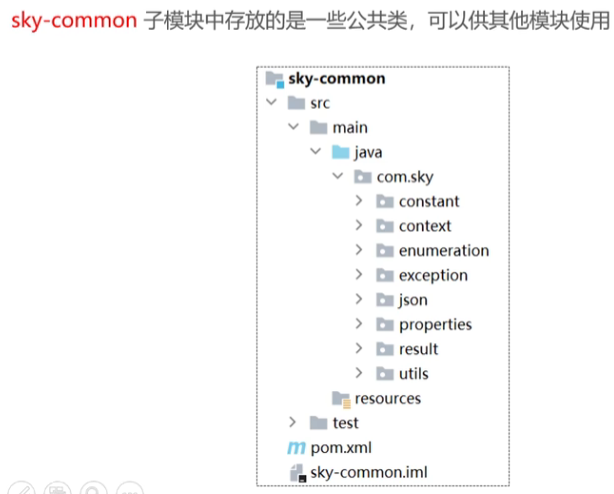 sky-common 子模块中存放的是一些公共类，可以供其他模块使用
sky-common
src
main
java
com.sky
constant
context
enumeration
exception
json
properties
result
utils
resources
test
pom.xml
sky-common.iml